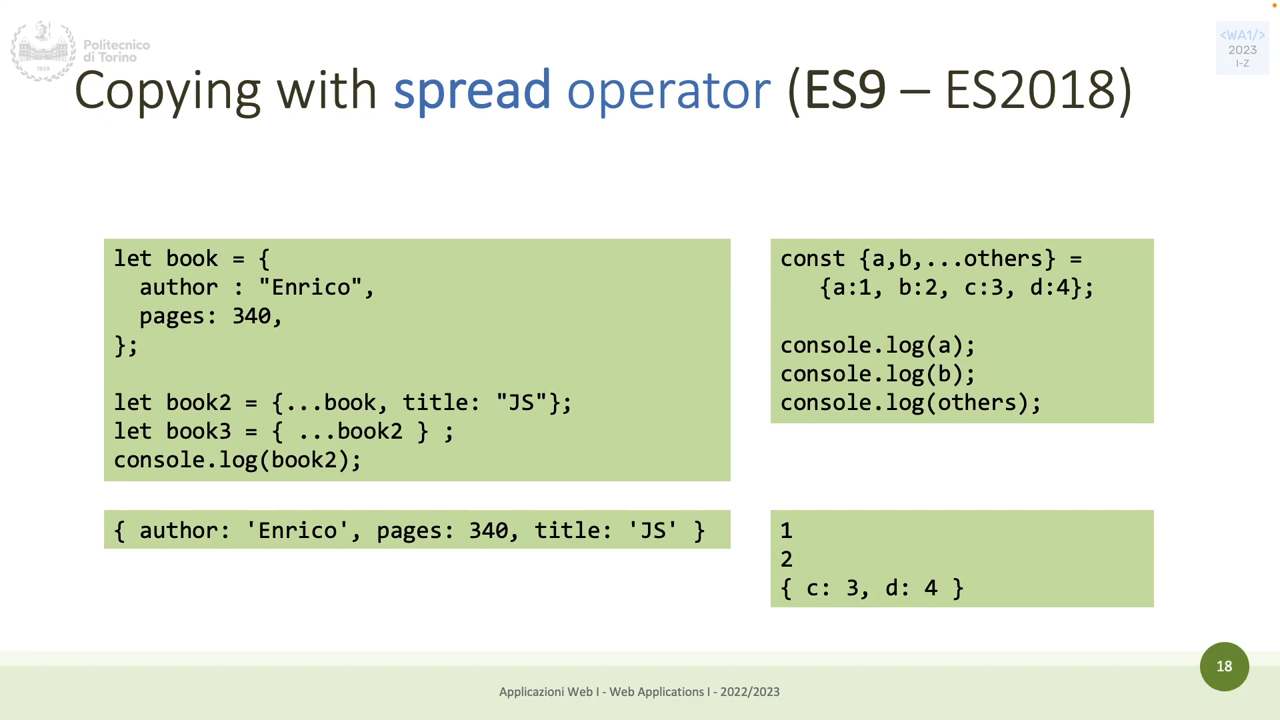 Politecnico
di Torino
1859
<WA1/>
2023
I-Z
Copying with spread operator (ES9 – ES2018)
let book = {
  author : "Enrico",
  pages: 340,
};

let book2 = {...book, title: "JS"};
let book3 = { ...book2 } ;
console.log(book2);
{ author: 'Enrico', pages: 340, title: 'JS' }
const {a,b,...others} =
   {a:1, b:2, c:3, d:4};

console.log(a);
console.log(b);
console.log(others);
1
2
{ c: 3, d: 4 }
18
Applicazioni Web I - Web Applications I - 2022/2023